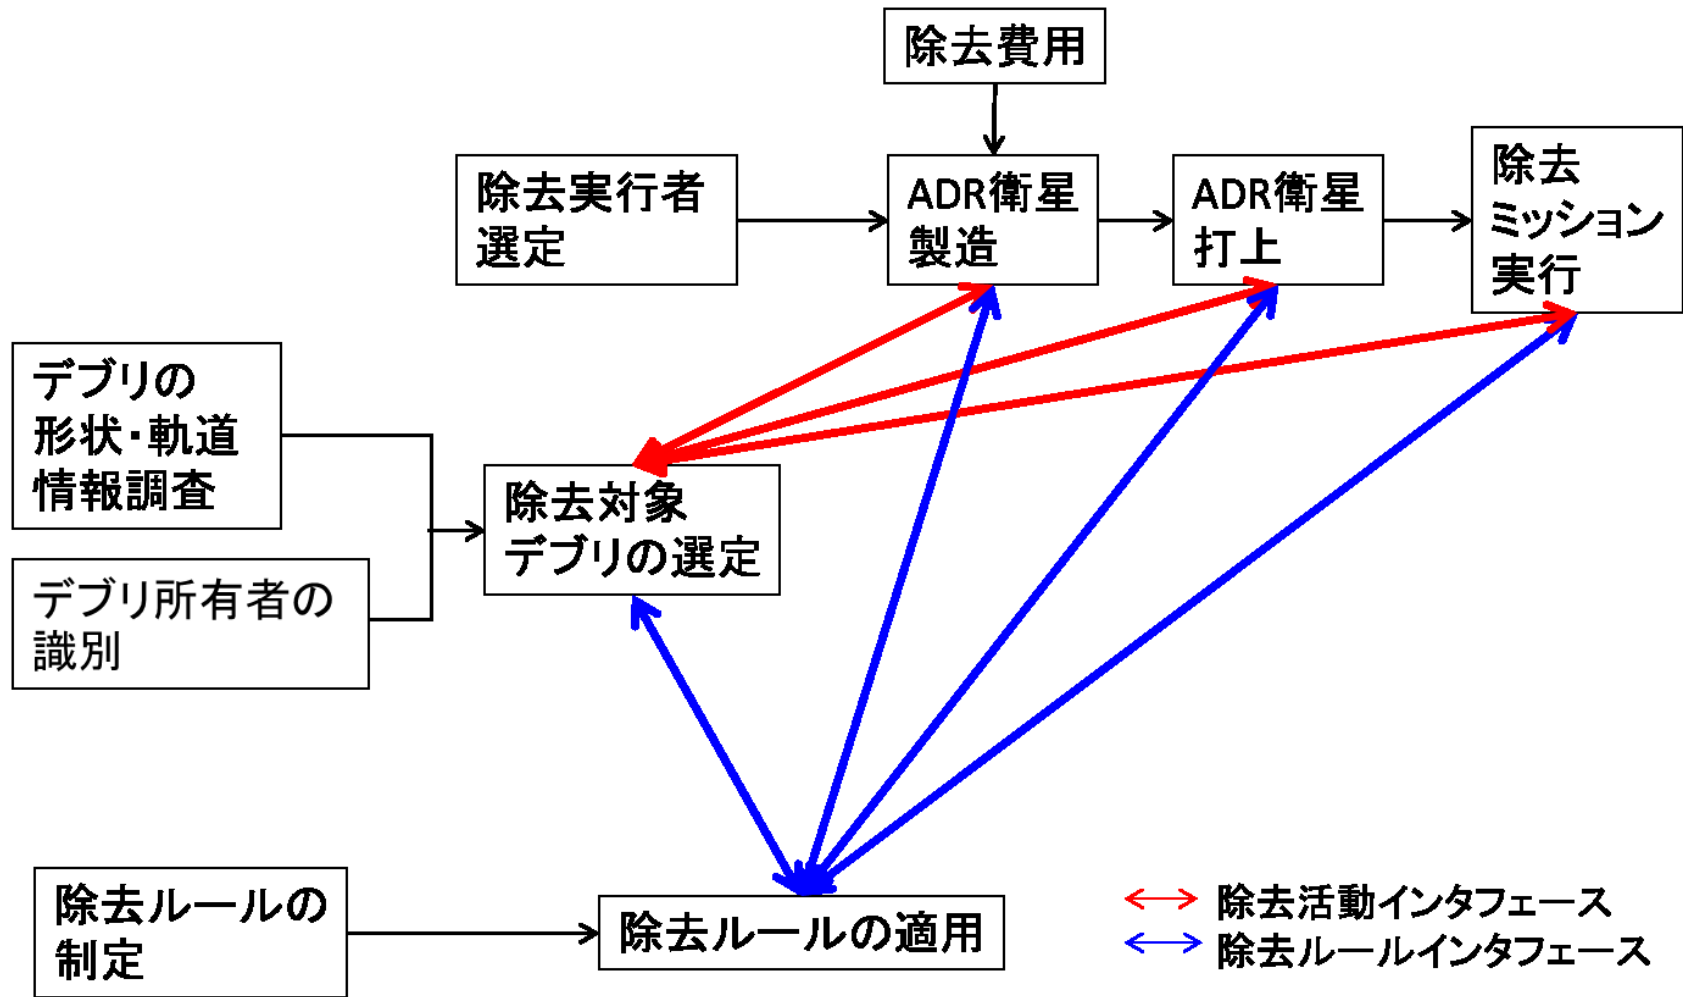 除去費用
除去実行者
選定
ADR衛星
製造
ADR衛星
打上
除去
ミッション
実行
デブリの
形状・軌道
情報調査
除去対象
デブリの選定
デブリ所有者の
識別
除去ルールの
制定
除去ルールの適用
除去活動インタフェース
除去ルールインタフェース